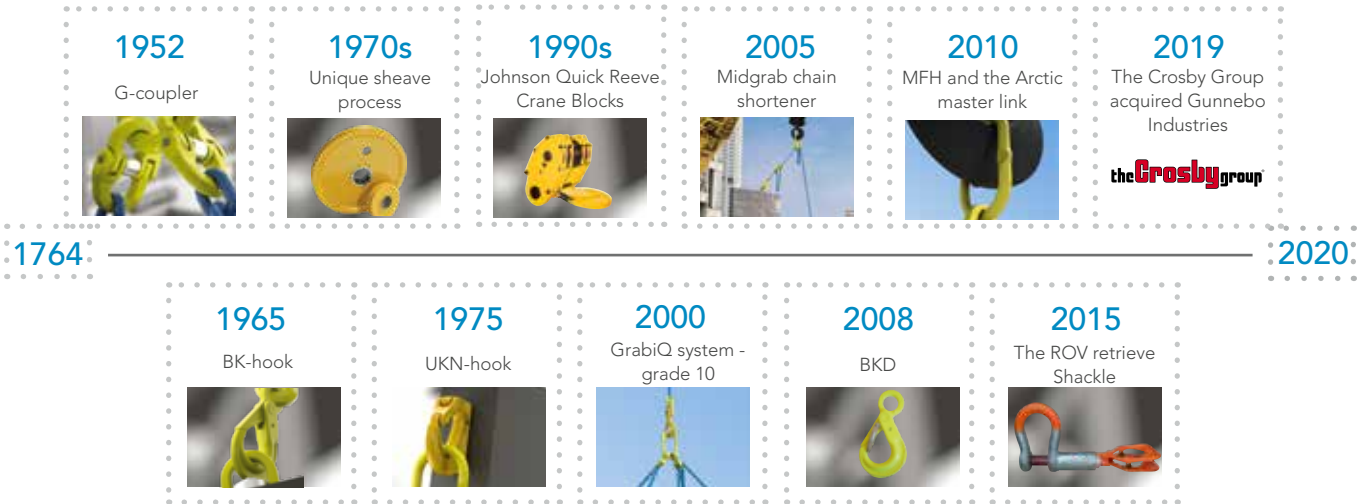 1952
G-coupler
1970s
Unique sheave
process
1990s
Johnson Quick Reeve
Crane Blocks
2005
Midgrab chain
shortener
2010
MFH and the Arctic
master link
2019
The Crosby Group
acquired Gunnebo
Industries
theCrosbygroup
1764
2020
1965
BK-hook
1975
UKN-hook
2000
GrabiQ system -
grade 10
2008
BKD
2015
The ROV retrieve
Shackle